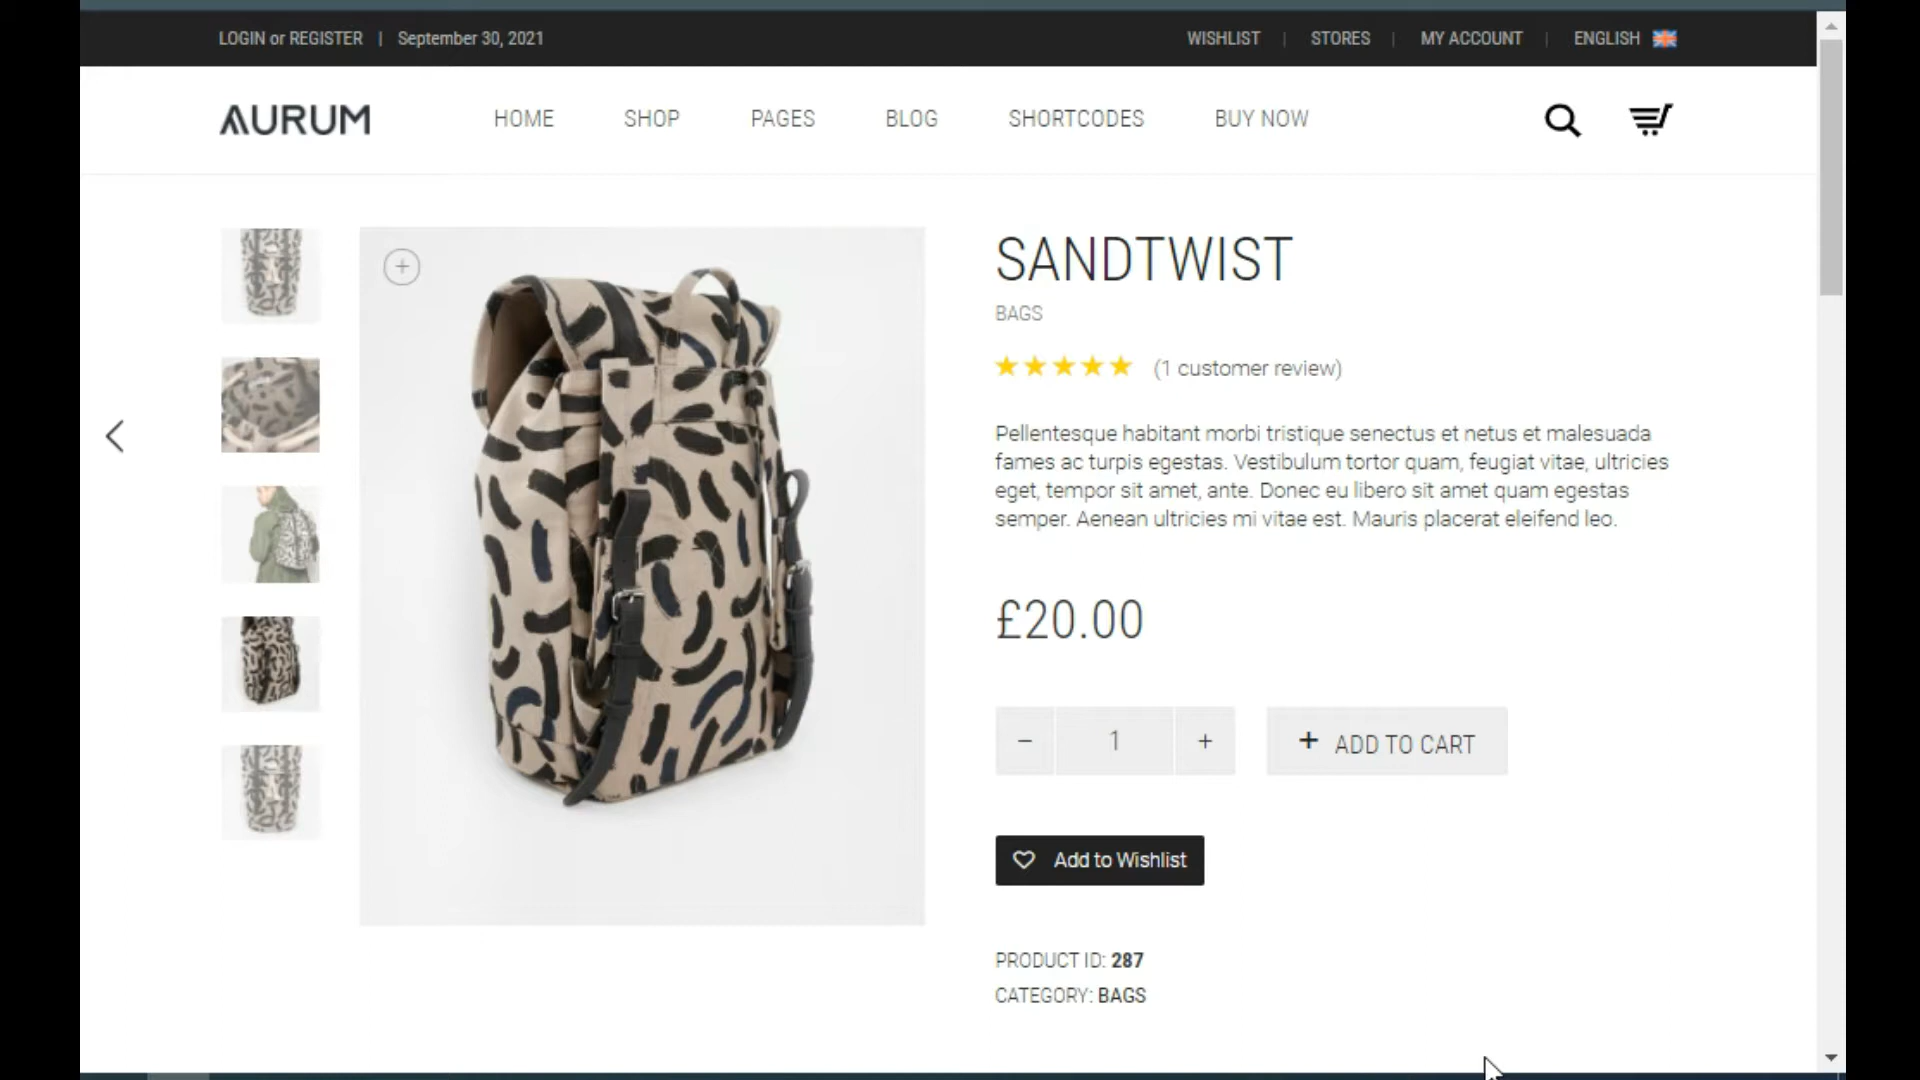 LOGIN or REGISTER | September 30, 2021
WISHLIST | STORES | MY ACCOUNT | ENGLISH
AURUM
HOME SHOP PAGES BLOG SHORTCODES BUY NOW
SANDTWIST
BAGS
(1 customer review)
Pellentesque habitant morbi tristique senectus et netus et malesuada
fames ac turpis egestas. Vestibulum tortor quam, feugiat vitae, ultricies
eget, tempor sit amet, ante. Donec eu libero sit amet quam egestas
semper. Aenean ultricies mi vitae est. Mauris placerat eleifend leo.
£20.00
− 1 + + ADD TO CART
Add to Wishlist
PRODUCT ID: 287
CATEGORY: BAGS